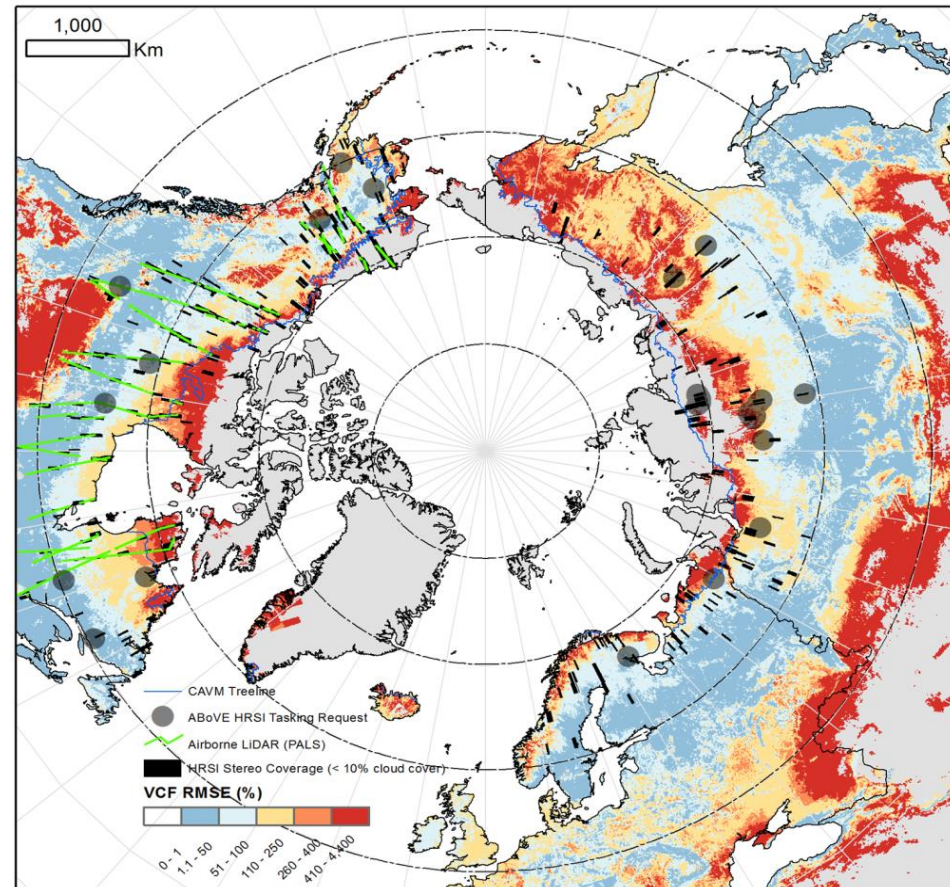 1,000
Km
CAVM Treeline
ABoVE HRSI Tasking Request
Airborne LiDAR (PALS)
HRSI Stereo Coverage (< 10% cloud cover)
VCF RMSE (%)
0 - 1
1.1 - 50
51 - 100
110 - 250
260 - 400
410 - 4,400